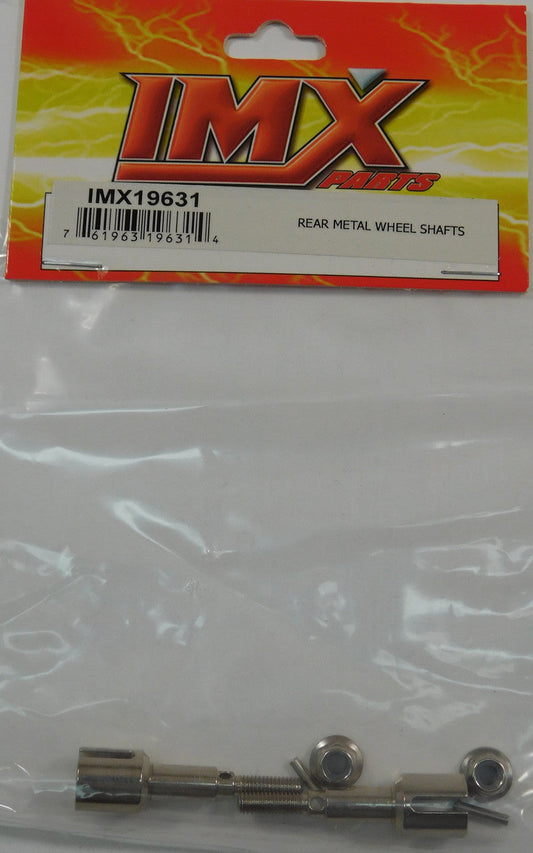 IMX
PARTS
IMX19631
7 61963 19631 4
REAR METAL WHEEL SHAFTS